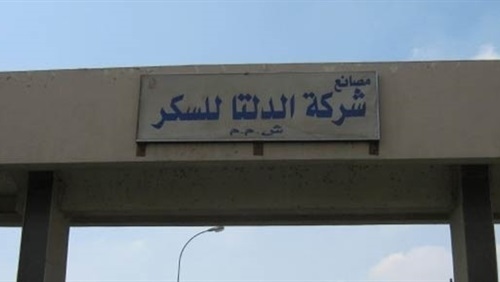 مصانع
شركة الدلتا للسكر
ش.م.م